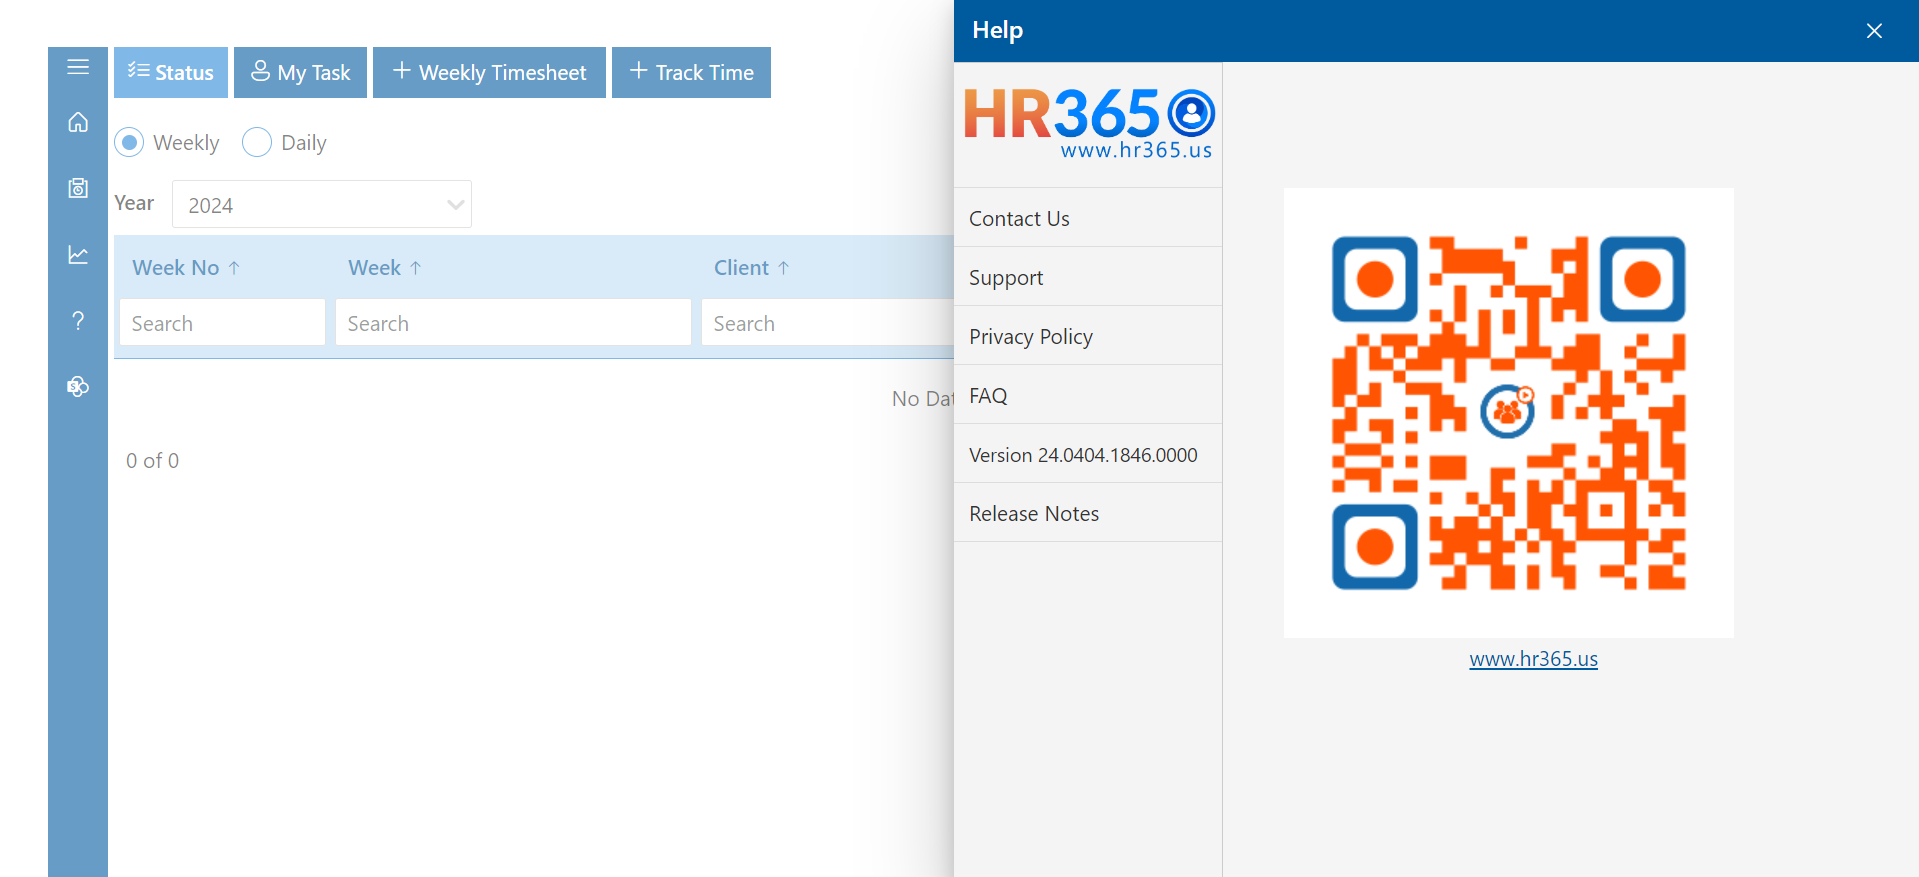 Help
Status
My Task
Weekly Timesheet
Track Time
Weekly
Daily
Year
2024
Week No
Week
Client
Search
Search
Search
No Dat
0 of 0
HR365
www.hr365.us
Contact Us
Support
Privacy Policy
FAQ
Version 24.0404.1846.0000
Release Notes
www.hr365.us